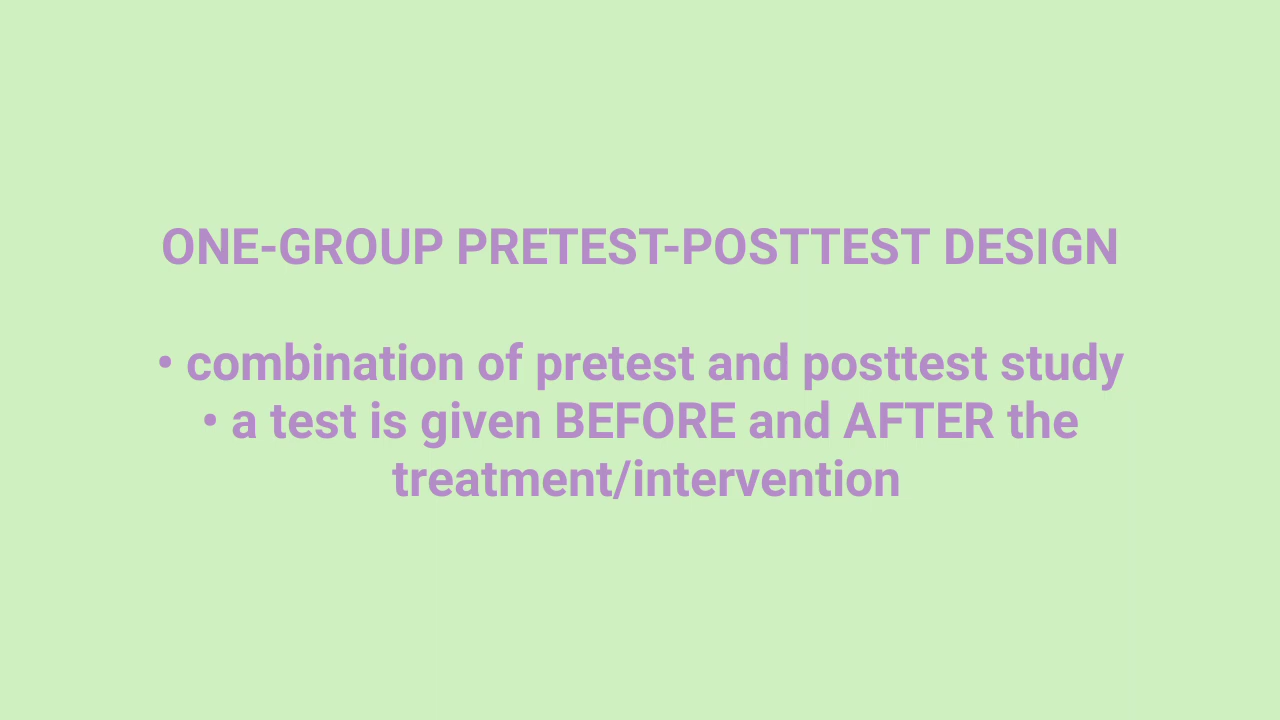 ONE-GROUP PRETEST-POSTTEST DESIGN
• combination of pretest and posttest study
• a test is given BEFORE and AFTER the
treatment/intervention